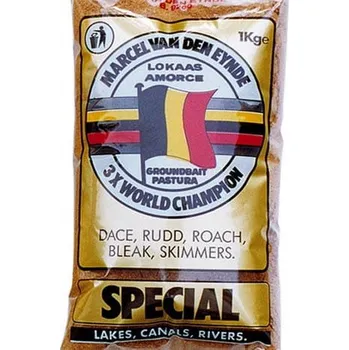 1Kge
MARCEL VAN DEN EYNDE
LOKAAS
AMORCE
GROUNDBAIT
PASTURA
3X WORLD CHAMPION
DACE, RUDD, ROACH,
BLEAK, SKIMMERS.
SPECIAL
LAKES, CANALS, RIVERS.